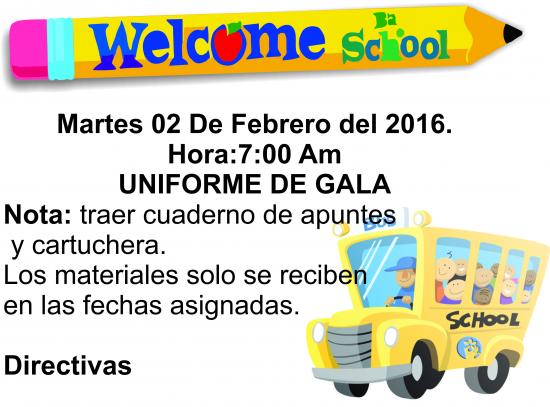 Welcome Ba School
Martes 02 De Febrero del 2016.
Hora:7:00 Am
UNIFORME DE GALA
Nota: traer cuaderno de apuntes
y cartuchera.
Los materiales solo se reciben
en las fechas asignadas.
Directivas
BUS
SCHOOL